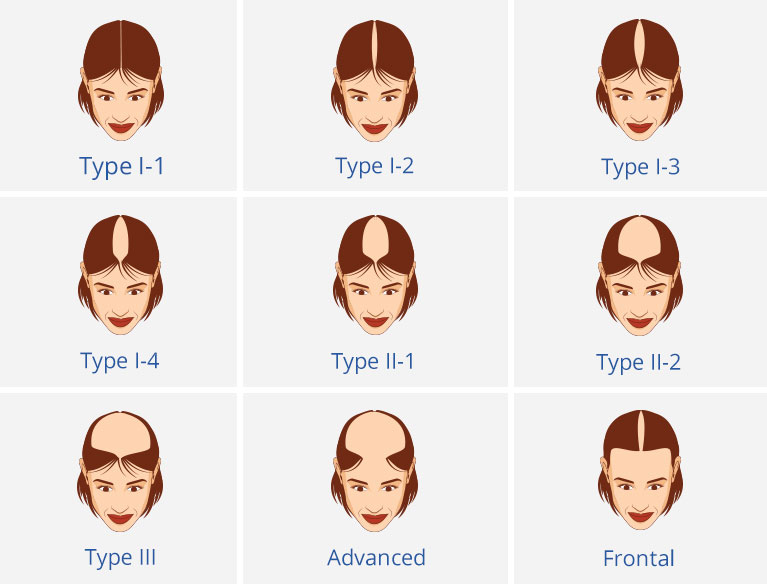 Type I-1
Type I-2
Type I-3
Type I-4
Type II-1
Type II-2
Type III
Advanced
Frontal